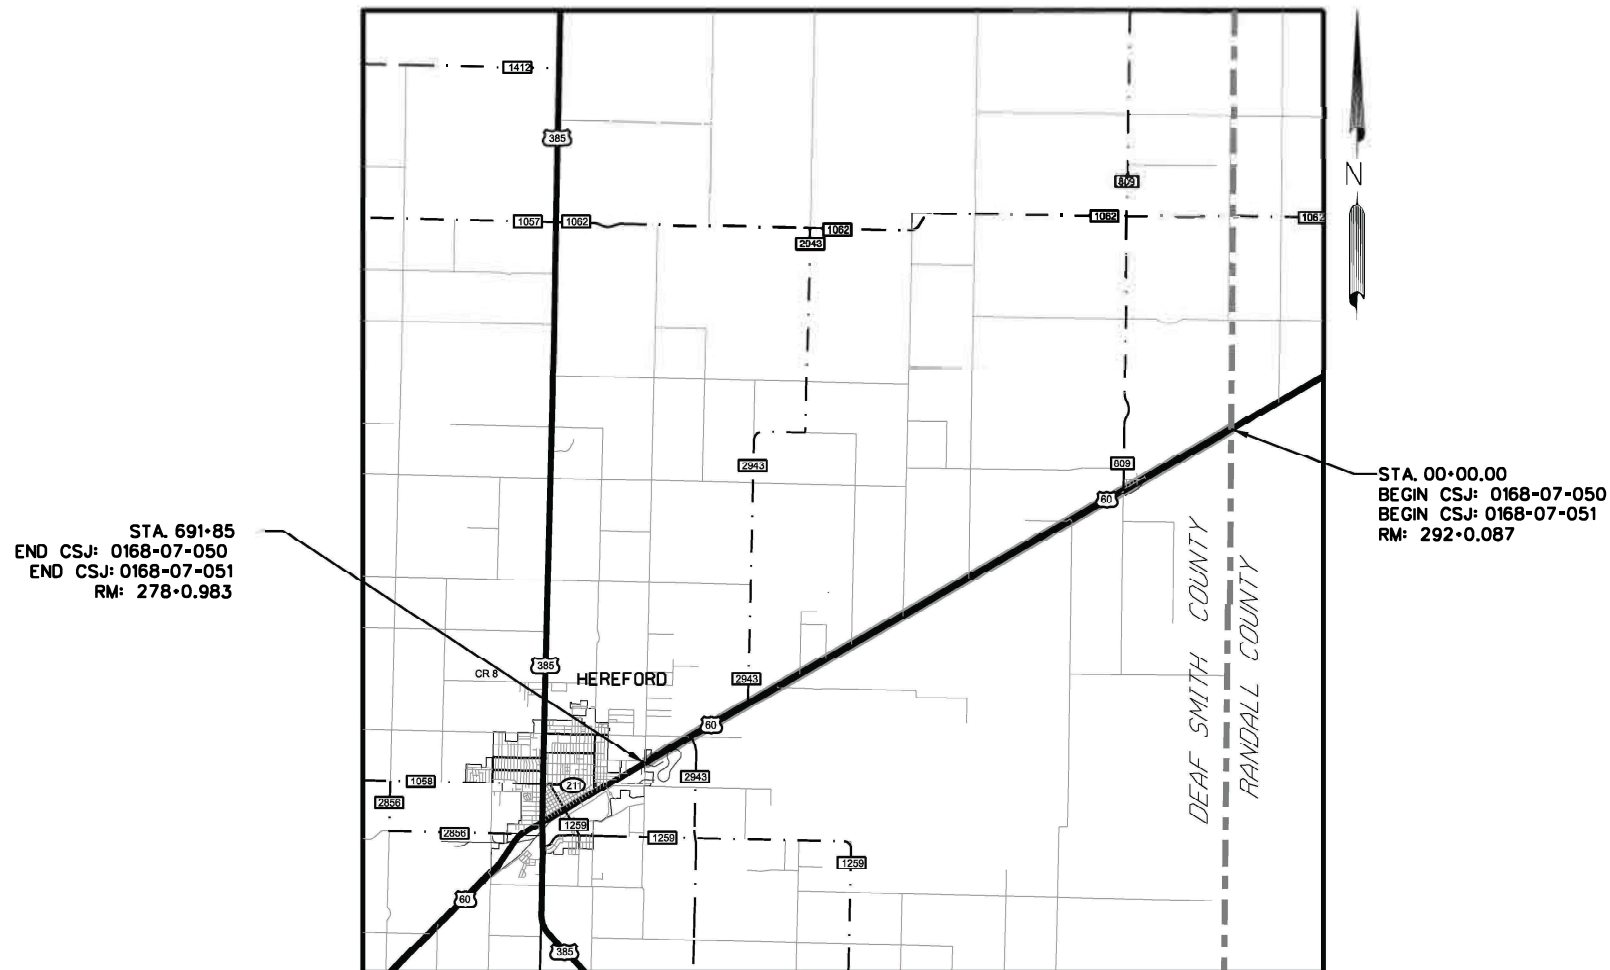 1412
385
809
1057
1062
1062
1062
1062
2943
N
2943
809
60
STA. 00+00.00
BEGIN CSJ: 0168-07-050
BEGIN CSJ: 0168-07-051
RM: 292+0.087
STA. 691+85
END CSJ: 0168-07-050
END CSJ: 0168-07-051
RM: 278+0.983
DEAF SMITH COUNTY
RANDALL COUNTY
385
CR 8
HEREFORD
2943
60
2943
1058
211
2856
2856
1259
1259
1259
60
385